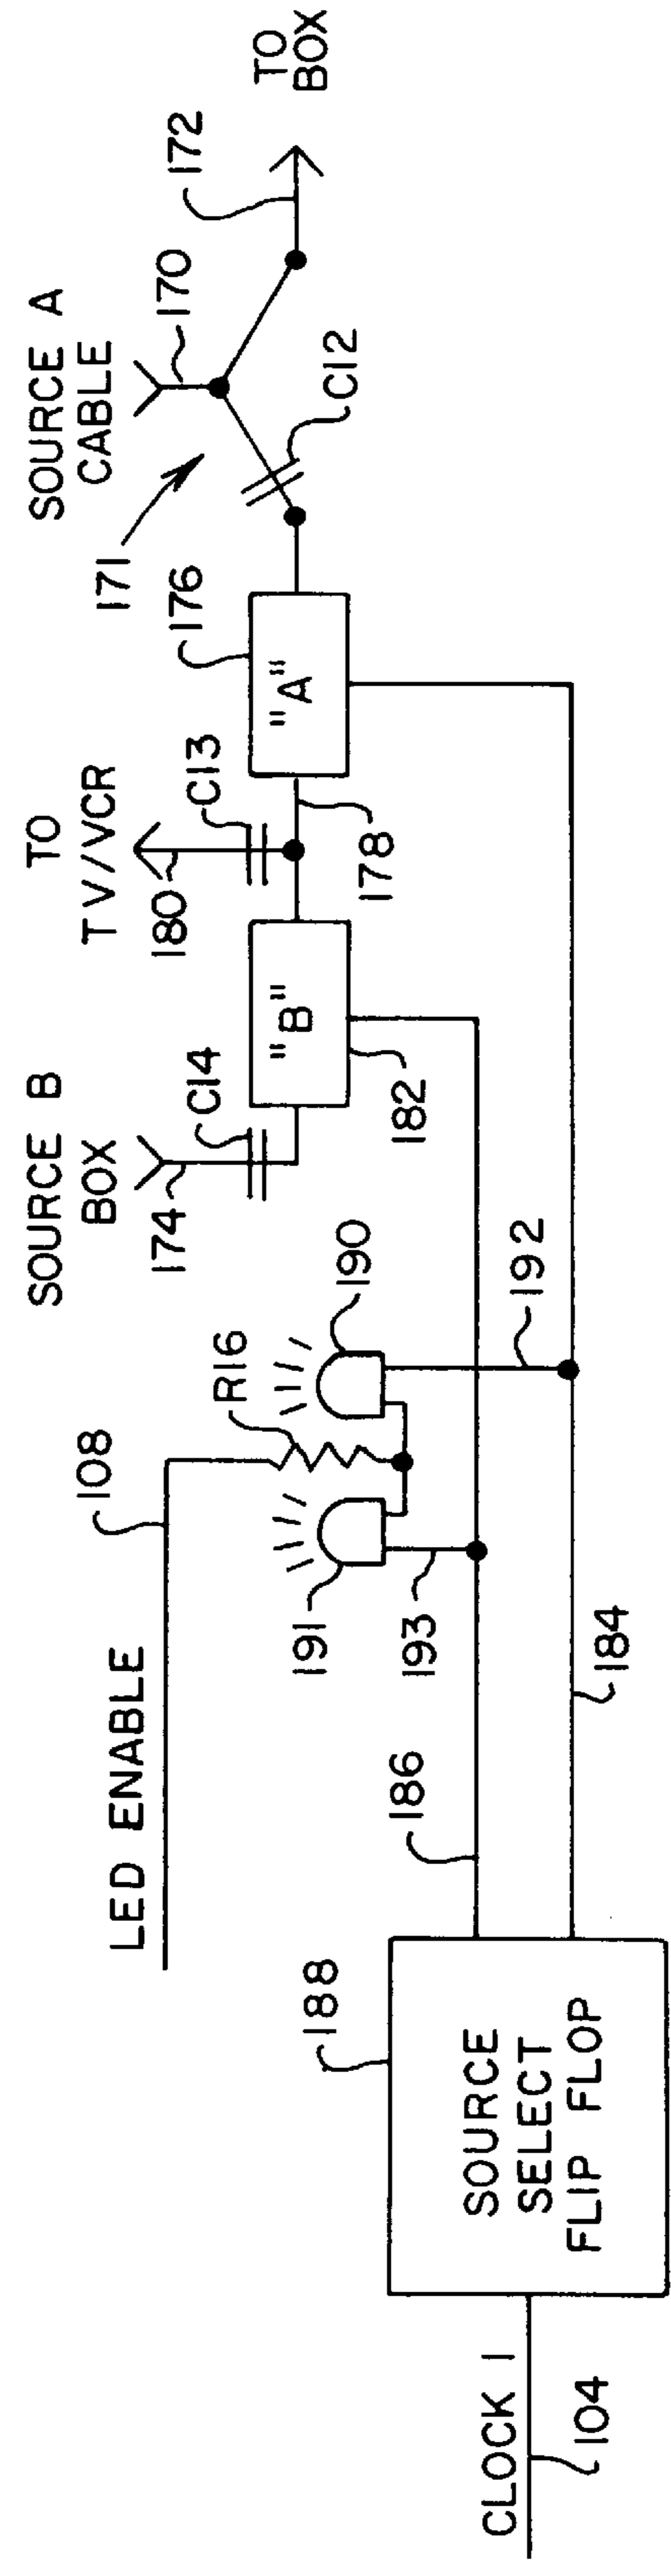 CLOCK 1
104
SOURCE
SELECT
FLIP FLOP
188
186
184
LED ENABLE
108
191
193
R16
190
192
SOURCE B
BOX
174
C14
"B"
182
TO
TV/VCR
180
C13
178
"A"
176
171
SOURCE A
CABLE
170
C12
172
TO
BOX